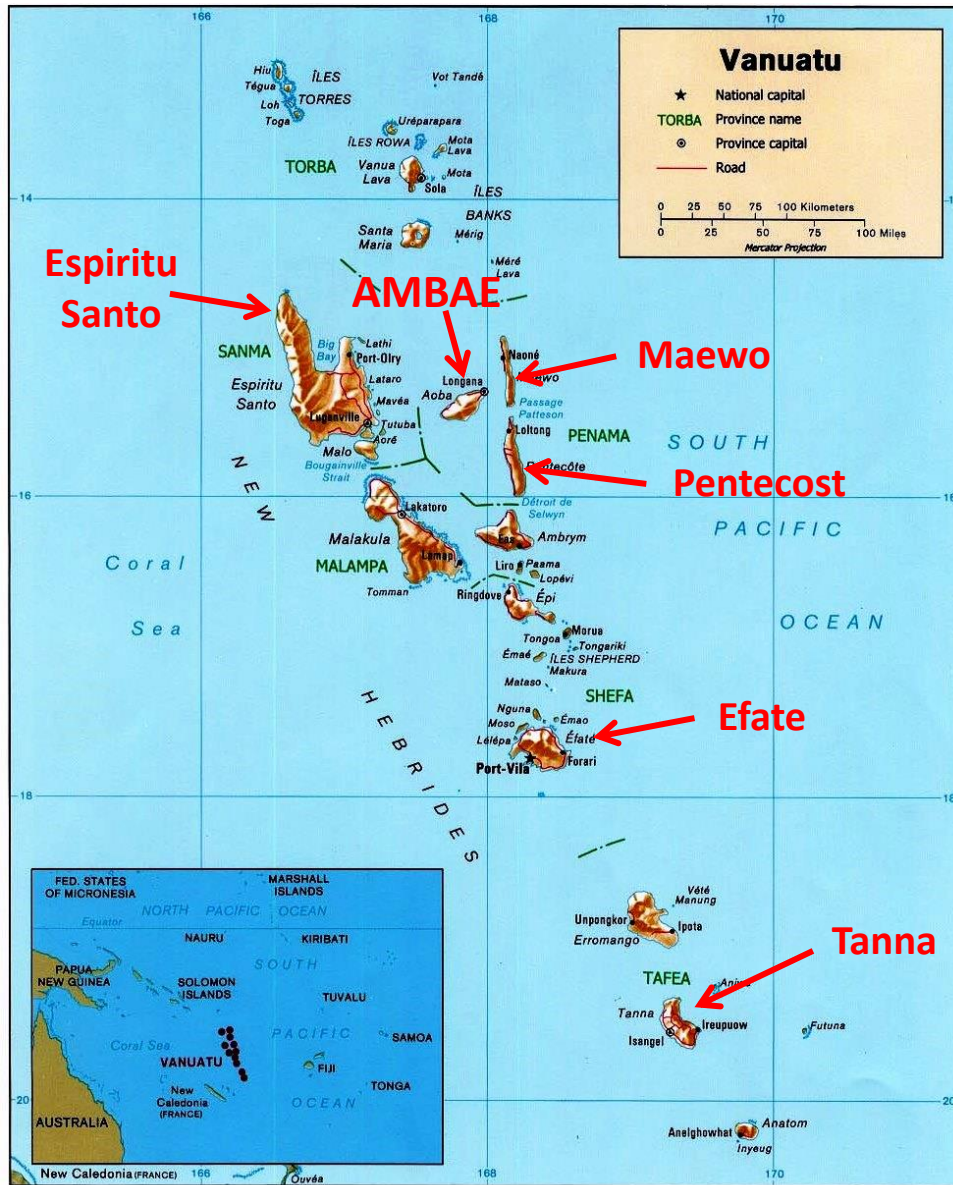 166
168
170
Vanuatu
National capital
TORBA Province name
Province capital
Road
0 25 50 75 100 Kilometers
0 25 50 75 100 Miles
Mercator Projection
Hiu
Tégua
Loh
Toga
ÎLES
TORRES
Vot Tandé
Uréparapara
ÎLES ROWA
Mota
Lava
TORBA
Vanua
Lava
Mota
Sola
ÎLES
BANKS
14
Santa
Maria
Mérig
Méré
Lava
Espiritu
Santo
AMBAE
SANMA
Big
Bay
Lathi
Port-Olry
Espiritu
Santo
Lataro
Mavéa
Luganville
Tutuba
Aoré
Malo
Bougainville
Strait
Longana
Aoba
Naoné
Maewo
Passage
Patteson
Loltong
PENAMA
Pentecost
Détroit de
Selwyn
SOUTH
PACIFIC
OCEAN
16
NEW
HEBRIDES
Coral
Sea
Lakatoro
Malakula
Lamap
MALAMPA
Tomman
Eas
Ambrym
Liro
Paama
Lopévi
Ringdove
Épi
Morua
Tongoa
Tongariki
Émaé
ÎLES SHEPHERD
Makura
Mataso
SHEFA
Nguna
Moso
Émao
Efate
Lélépa
Éfaté
Port-Vila
Forari
18
18
Vété
Manung
Unpongkor
Ipota
Erromango
Tanna
TAFEA
Tanna
Ireupuow
Isangel
Futuna
20
Anelghowhat
Anatom
Inyeug
FED. STATES
OF MICRONESIA
MARSHALL
ISLANDS
NORTH PACIFIC OCEAN
Equator
NAURU
KIRIBATI
SOUTH
PAPUA
NEW GUINEA
SOLOMON
ISLANDS
TUVALU
PACIFIC
Coral Sea
SAMOA
VANUATU
FIJI
New
Caledonia
(FRANCE)
TONGA
OCEAN
AUSTRALIA
New Caledonia (FRANCE)
166
Ouvéa
168
170